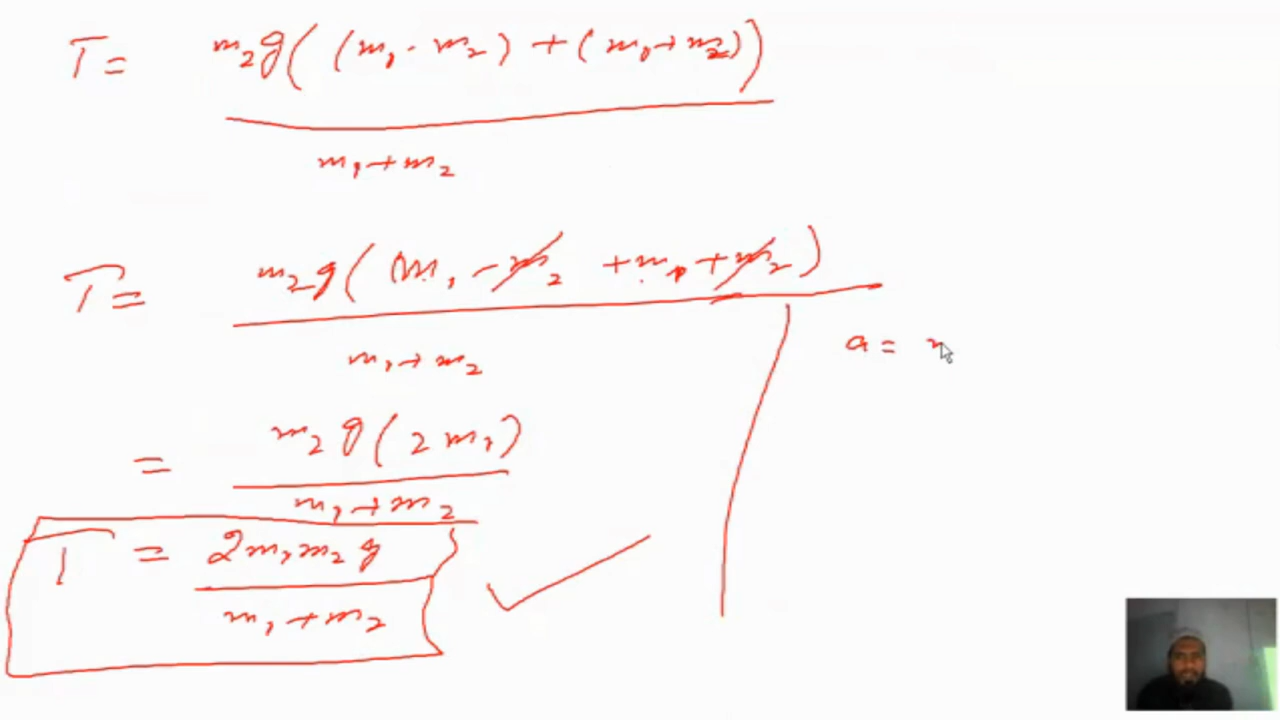 T = m₂g((m₁ - m₂) + (m₁+m₂))
m₁+m₂
T = m₂g(m₁ - m₂ + m₁ + m₂)
m₁ + m₂
a =
= m₂g(2m₁)
m₁+m₂
T = 2m₁m₂g
m₁ + m₂